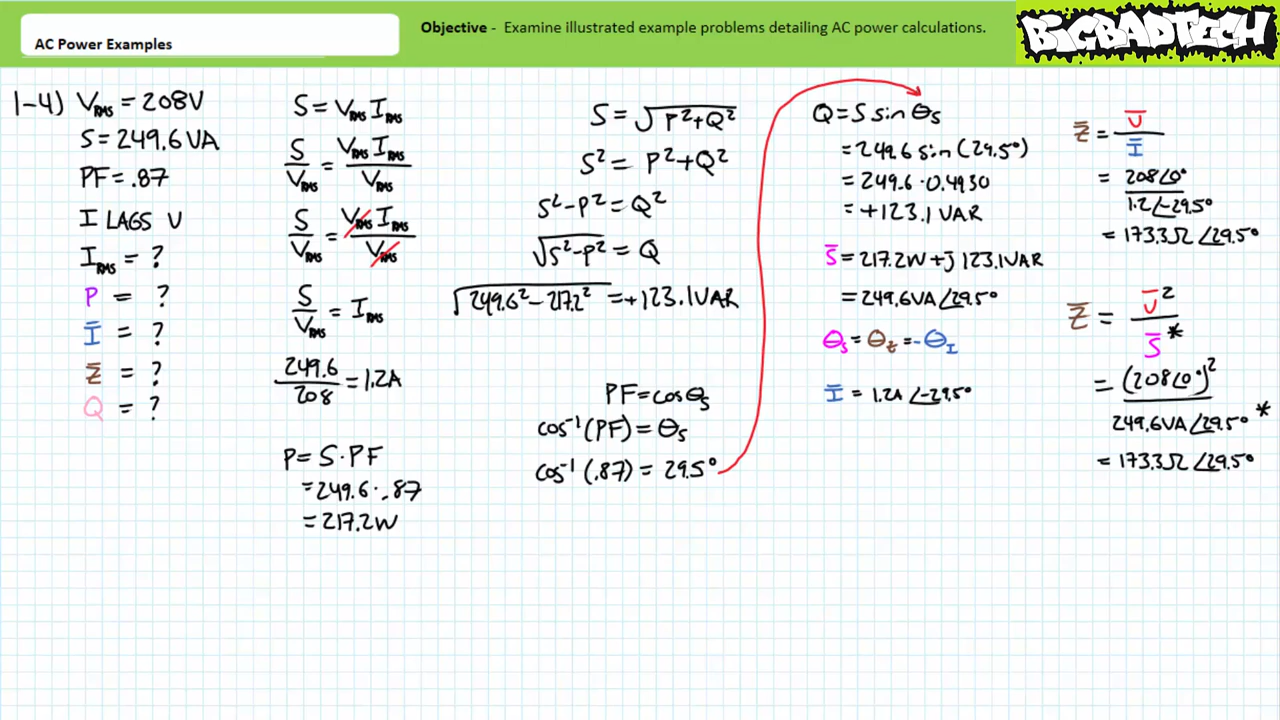 AC Power Examples
Objective - Examine illustrated example problems detailing AC power calculations.
BIGBADTECH
1-4) V_RMS = 208V
S = 249.6 VA
PF = .87
I LAGS V
I_RMS = ?
P = ?
Ī = ?
Z̄ = ?
Q = ?
S = V_RMS I_RMS
S/V_RMS = V_RMS I_RMS/V_RMS
S/V_RMS = V_RMS I_RMS/V_RMS
S/V_RMS = I_RMS
249.6/208 = 1.2A
P = S · PF
= 249.6 · .87
= 217.2W
S = √(P²+Q²)
S² = P²+Q²
S²-P² = Q²
√(S²-P²) = Q
√(249.6²-217.2²) = +123.1VAR
PF = cosθ_S
cos⁻¹(PF) = θ_S
cos⁻¹(.87) = 29.5°
Q = S sin θ_S
= 249.6 sin(29.5°)
= 249.6 · 0.4930
= +123.1 VAR
S̄ = 217.2W + j 123.1VAR
= 249.6VA∠29.5°
θ_S = θ_Z = -θ_I
Ī = 1.2A∠-29.5°
Z̄ = V̄/Ī
= 208∠0°/1.2∠-29.5°
= 173.3Ω∠29.5°
Z̄ = V̄²/S̄*
= (208∠0°)²/249.6VA∠29.5°*
= 173.3Ω∠29.5°